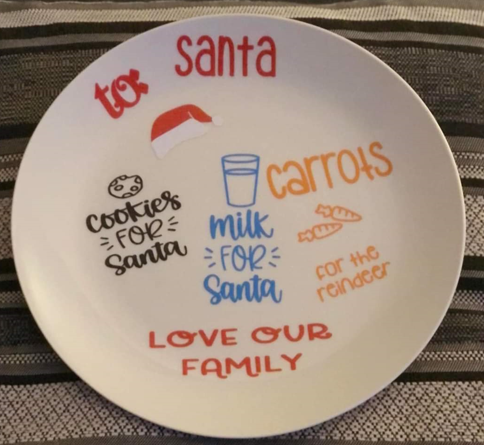 to: Santa
cookies
FOR
Santa
milk
FOR
Santa
carrots
for the
reindeer
LOVE OUR
FAMILY